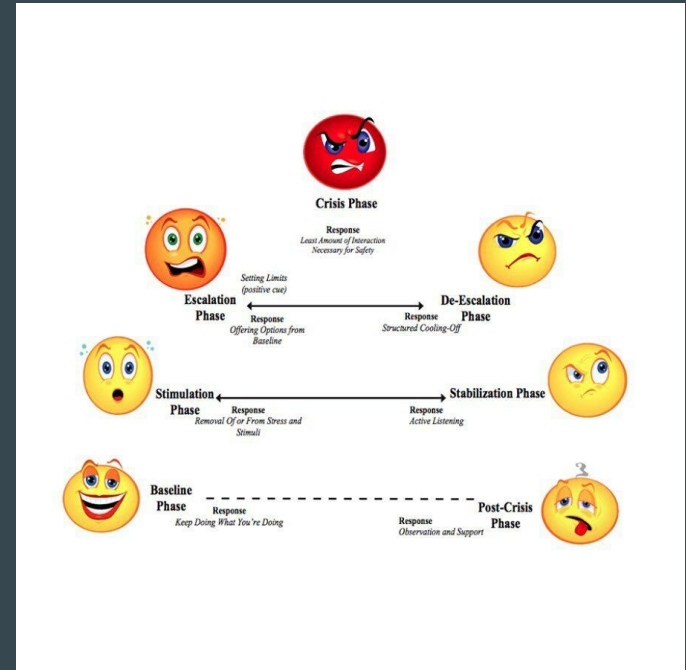 Crisis Phase
Response
Least Amount of Interaction
Necessary for Safety
Setting Limits
(positive cue)
Escalation
Phase
Response
Offering Options from
Baseline
De-Escalation
Phase
Response
Structured Cooling-Off
Stimulation
Phase
Response
Removal Of or From Stress and
Stimuli
Stabilization Phase
Response
Active Listening
Baseline
Phase
Response
Keep Doing What You're Doing
Post-Crisis
Phase
Response
Observation and Support